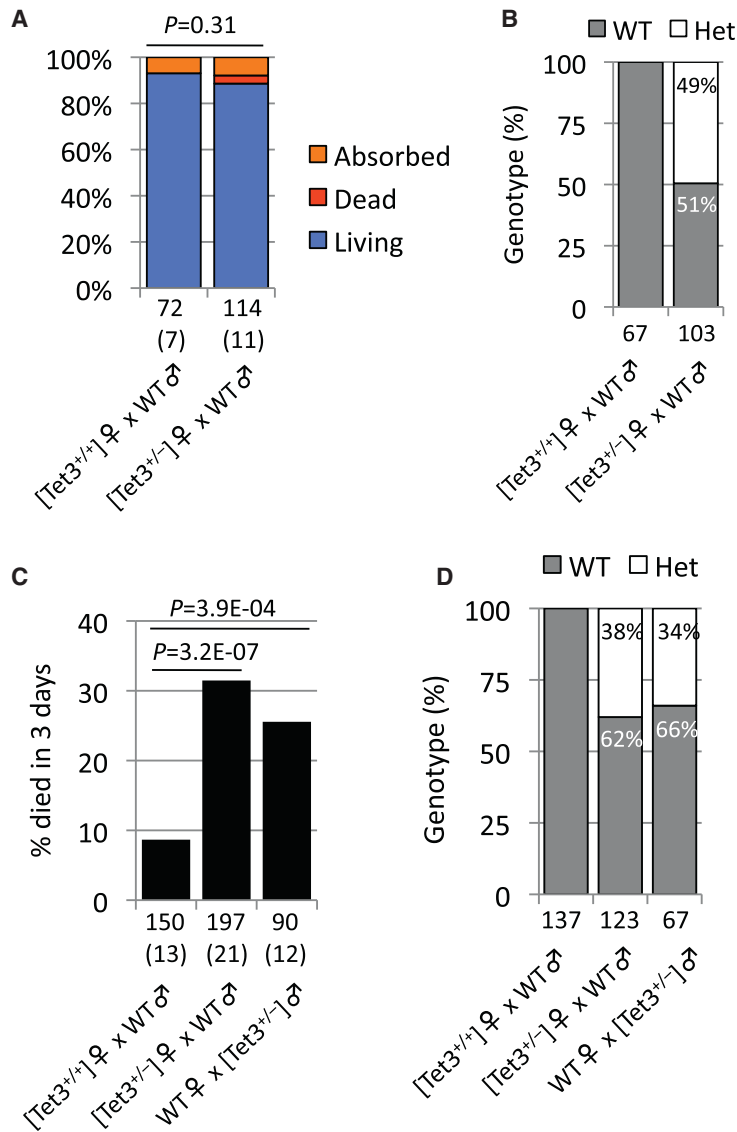 A
P=0.31
100%
80%
60%
40%
20%
0%
Absorbed
Dead
Living
72
(7)
114
(11)
[Tet3+/+]♀ x WT♂
[Tet3+/−]♀ x WT♂
B
WT
Het
Genotype (%)
100
75
50
25
0
49%
51%
67
103
[Tet3+/+]♀ x WT♂
[Tet3+/−]♀ x WT♂
C
P=3.9E-04
P=3.2E-07
% died in 3 days
40
30
20
10
0
150
(13)
197
(21)
90
(12)
[Tet3+/+]♀ x WT♂
[Tet3+/−]♀ x WT♂
WT♀ x [Tet3+/−]♂
D
WT
Het
Genotype (%)
100
75
50
25
0
38%
34%
62%
66%
137
123
67
[Tet3+/+]♀ x WT♂
[Tet3+/−]♀ x WT♂
WT♀ x [Tet3+/−]♂